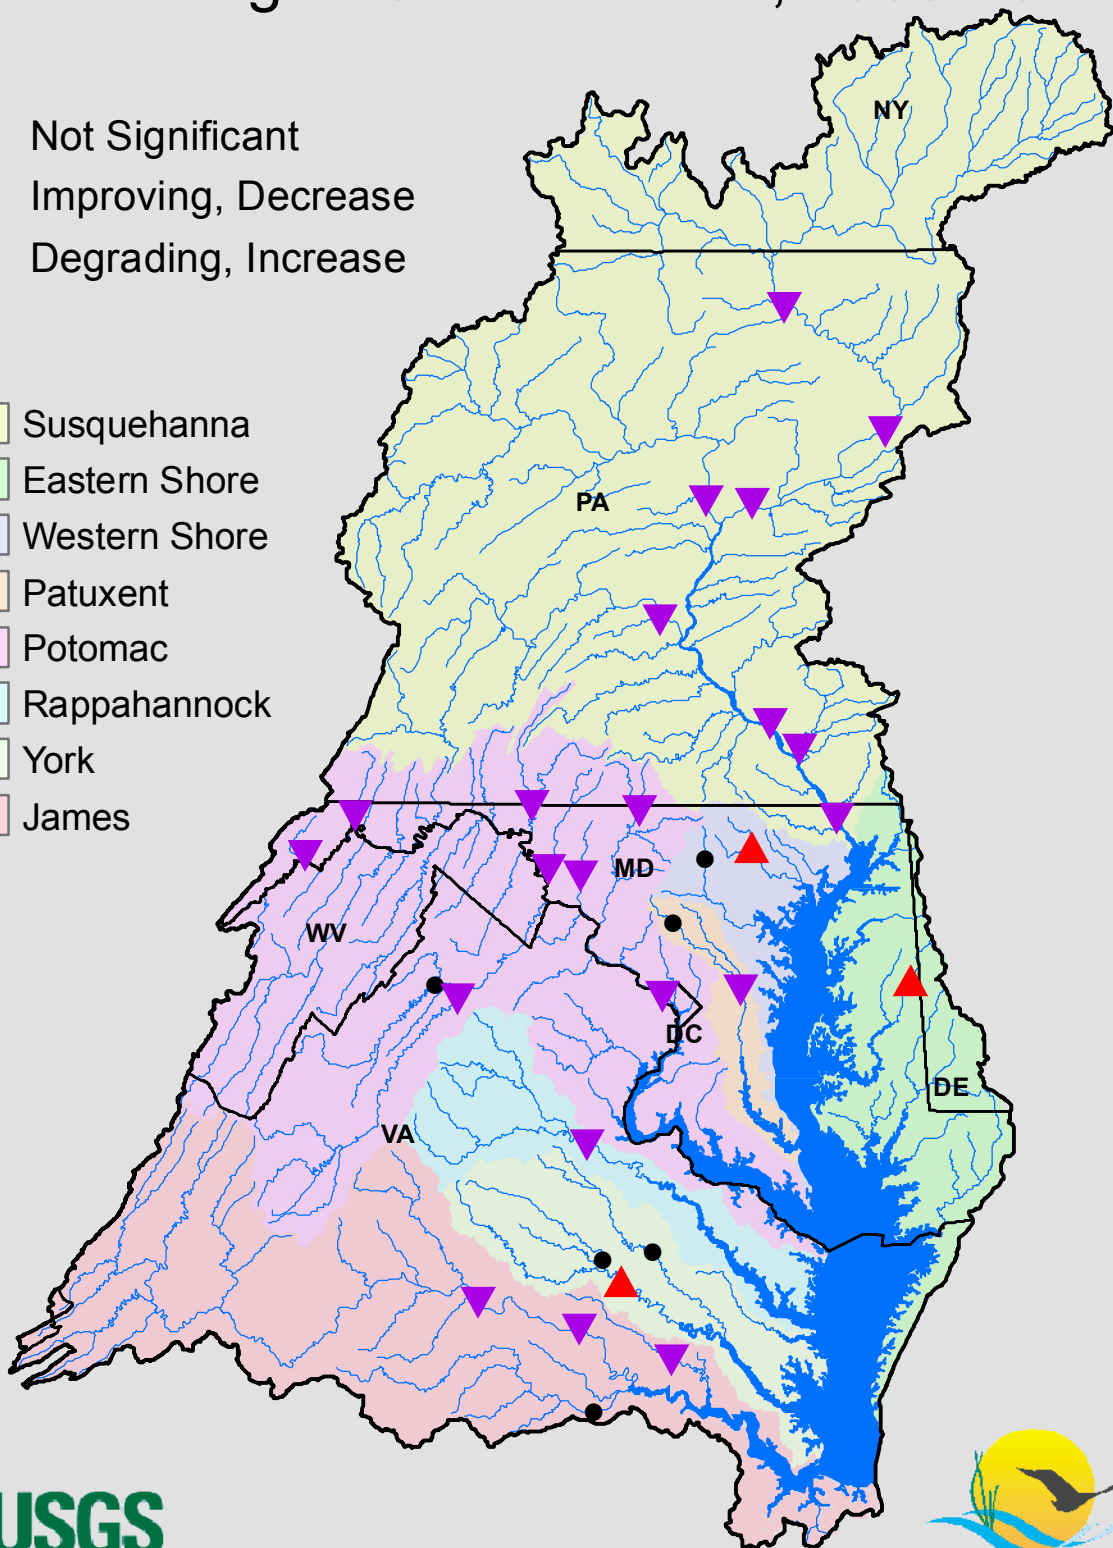 Not Significant
Improving, Decrease
Degrading, Increase
Susquehanna
Eastern Shore
Western Shore
Patuxent
Potomac
Rappahannock
York
James
NY
PA
MD
WV
DC
DE
VA
USGS